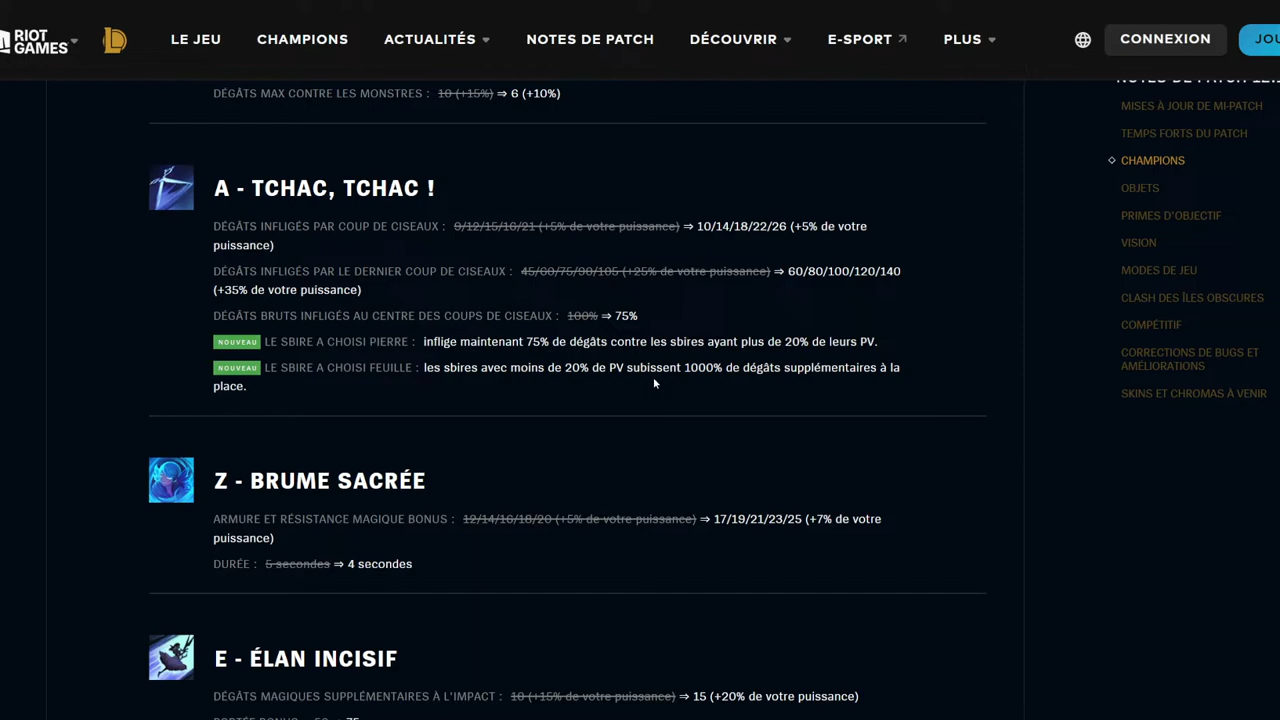 RIOT GAMES LE JEU CHAMPIONS ACTUALITÉS NOTES DE PATCH DÉCOUVRIR E-SPORT PLUS CONNEXION JOU
NOTES DE PATCH 12.
DÉGÂTS MAX CONTRE LES MONSTRES : 10 (+15%) ⇒ 6 (+10%)
A - TCHAC, TCHAC !
DÉGÂTS INFLIGÉS PAR COUP DE CISEAUX : 9/12/15/16/21 (+5% de votre puissance) ⇒ 10/14/18/22/26 (+5% de votre
puissance)
DÉGÂTS INFLIGÉS PAR LE DERNIER COUP DE CISEAUX : 45/60/75/90/105 (+25% de votre puissance) ⇒ 60/80/100/120/140
(+35% de votre puissance)
DÉGÂTS BRUTS INFLIGÉS AU CENTRE DES COUPS DE CISEAUX : 100% ⇒ 75%
NOUVEAU LE SBIRE A CHOISI PIERRE : inflige maintenant 75% de dégâts contre les sbires ayant plus de 20% de leurs PV.
NOUVEAU LE SBIRE A CHOISI FEUILLE : les sbires avec moins de 20% de PV subissent 1000% de dégâts supplémentaires à la
place.
Z - BRUME SACRÉE
ARMURE ET RÉSISTANCE MAGIQUE BONUS : 12/14/16/18/20 (+5% de votre puissance) ⇒ 17/19/21/23/25 (+7% de votre
puissance)
DURÉE : 5 secondes ⇒ 4 secondes
E - ÉLAN INCISIF
DÉGÂTS MAGIQUES SUPPLÉMENTAIRES À L'IMPACT : 10 (+15% de votre puissance) ⇒ 15 (+20% de votre puissance)
MISES À JOUR DE MI-PATCH
TEMPS FORTS DU PATCH
CHAMPIONS
OBJETS
PRIMES D'OBJECTIF
VISION
MODES DE JEU
CLASH DES ÎLES OBSCURES
COMPÉTITIF
CORRECTIONS DE BUGS ET
AMÉLIORATIONS
SKINS ET CHROMAS À VENIR